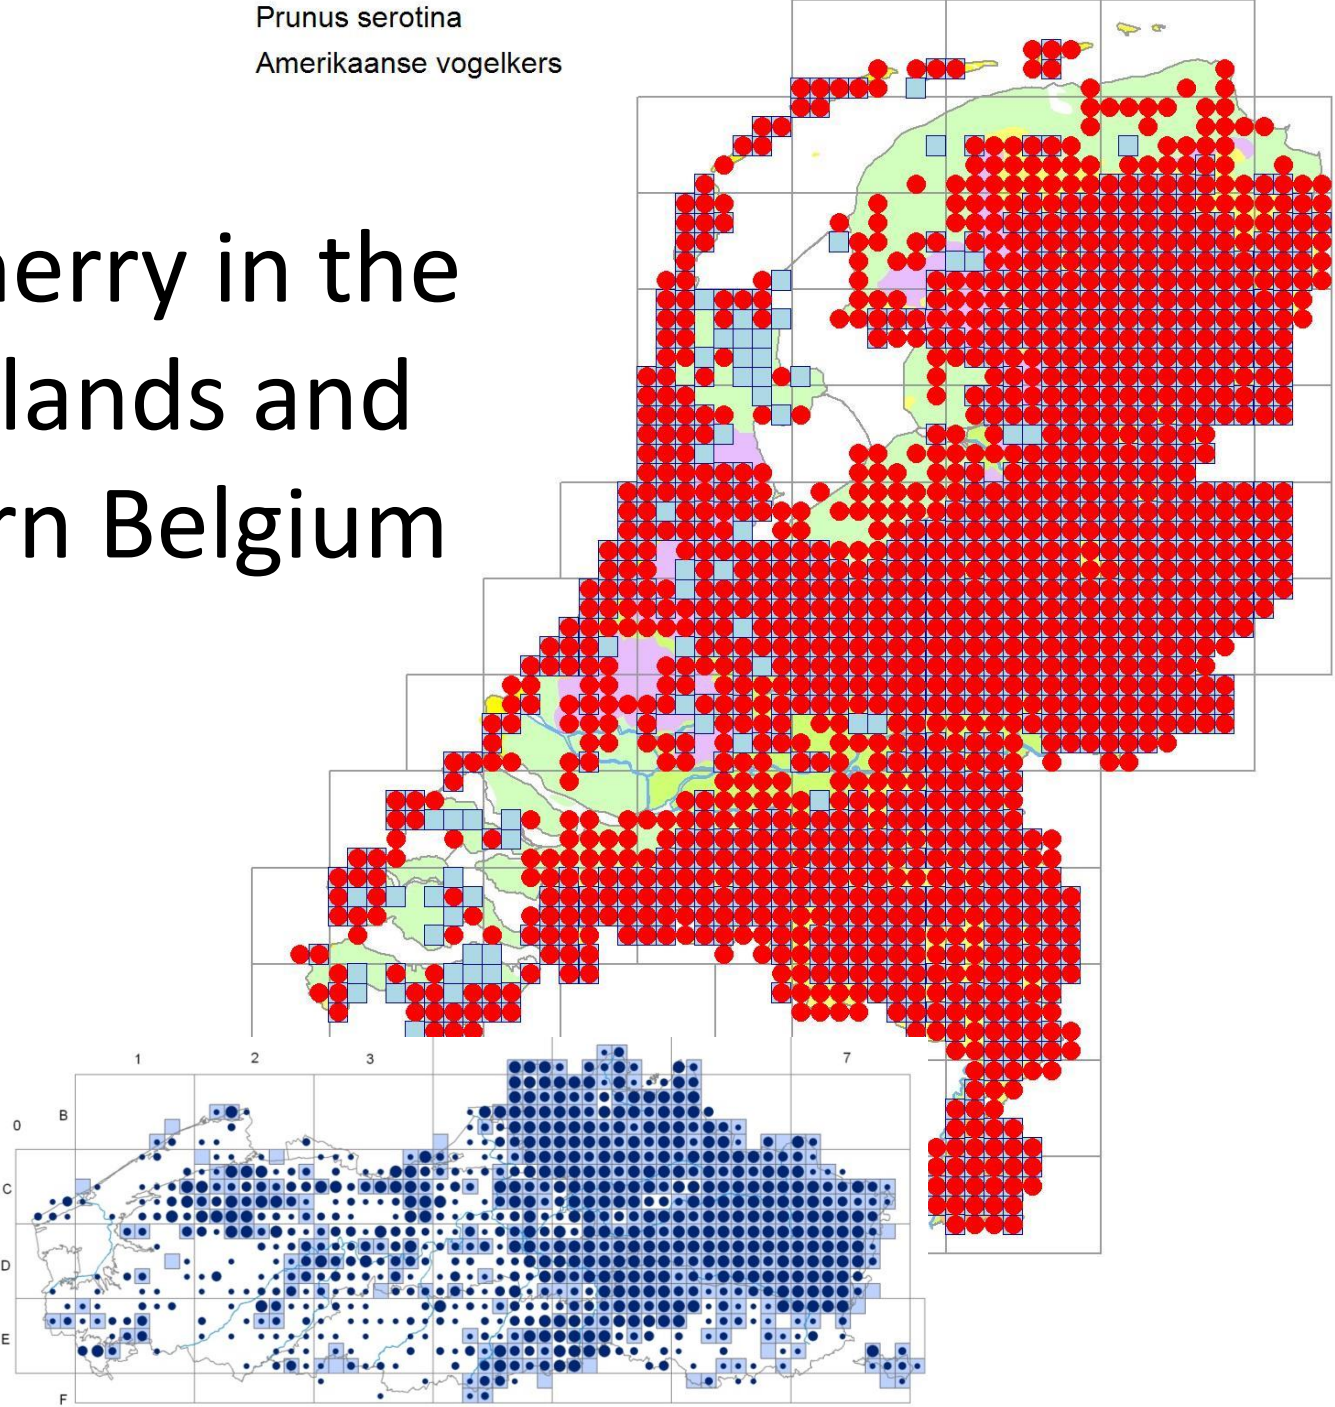 Prunus serotina
Amerikaanse vogelkers
herry in the
lands and
rn Belgium
1
2
3
7
0
B
C
D
E
F